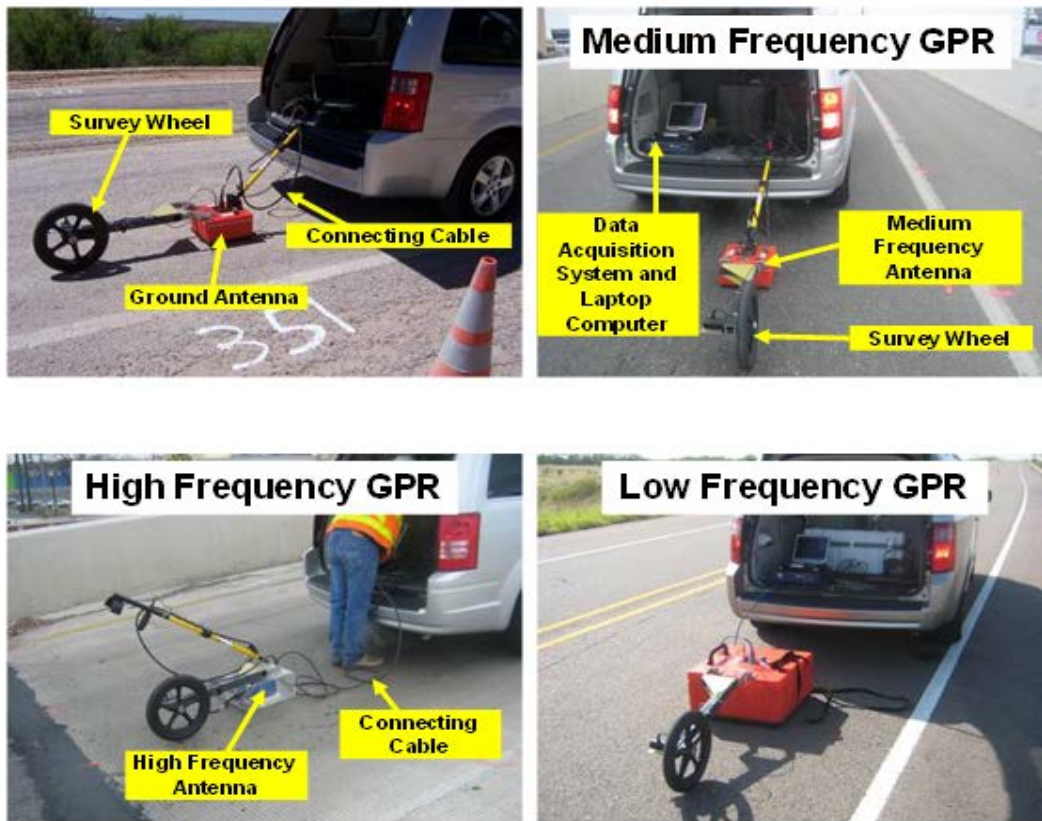 Survey Wheel
Connecting Cable
Ground Antenna
351
Medium Frequency GPR
Data
Acquisition
System and
Laptop
Computer
Medium
Frequency
Antenna
Survey Wheel
High Frequency GPR
High Frequency
Antenna
Connecting
Cable
Low Frequency GPR